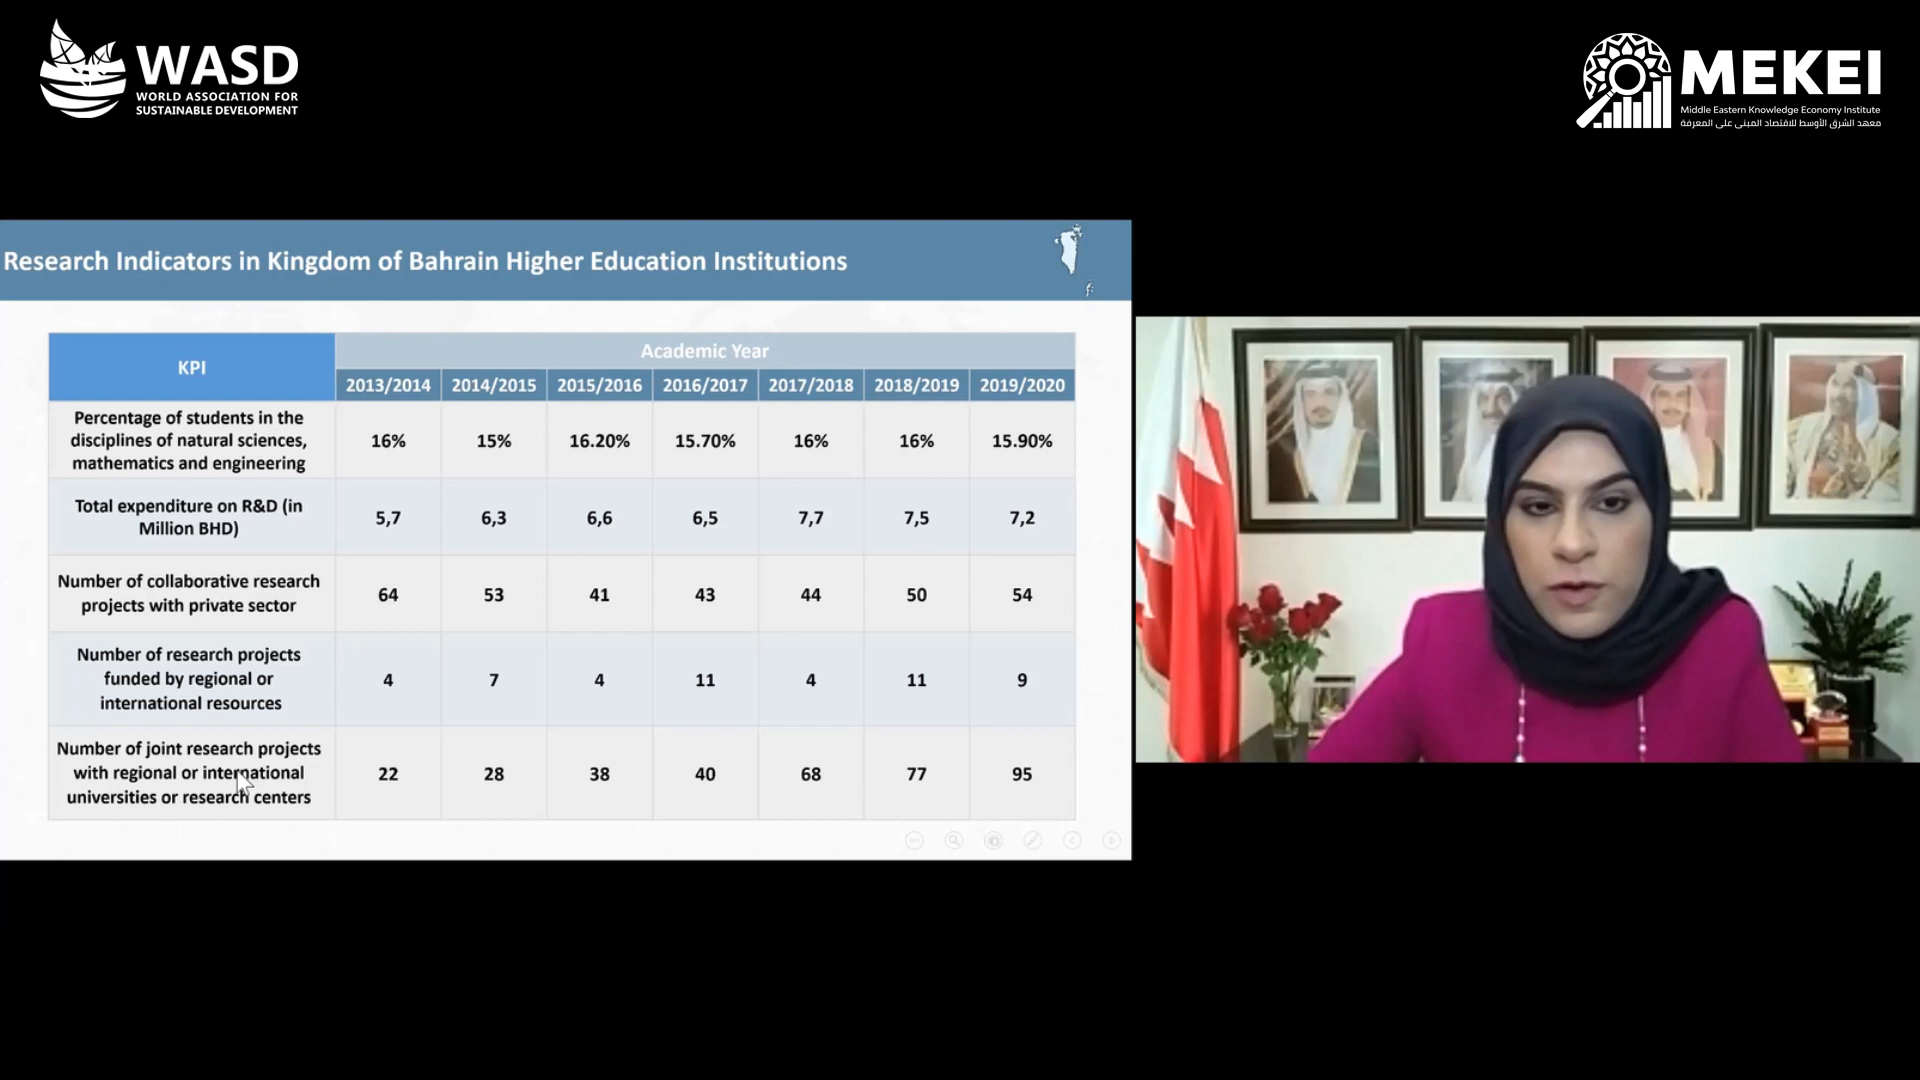 WASD
WORLD ASSOCIATION FOR
SUSTAINABLE DEVELOPMENT
MEKEI
Middle Eastern Knowledge Economy Institute
معهد الشرق الأوسط للاقتصاد المبني على المعرفة
Research Indicators in Kingdom of Bahrain Higher Education Institutions
KPI
Academic Year
2013/2014 2014/2015 2015/2016 2016/2017 2017/2018 2018/2019 2019/2020
Percentage of students in the
disciplines of natural sciences,
mathematics and engineering
16% 15% 16.20% 15.70% 16% 16% 15.90%
Total expenditure on R&D (in
Million BHD)
5,7 6,3 6,6 6,5 7,7 7,5 7,2
Number of collaborative research
projects with private sector
64 53 41 43 44 50 54
Number of research projects
funded by regional or
international resources
4 7 4 11 4 11 9
Number of joint research projects
with regional or international
universities or research centers
22 28 38 40 68 77 95